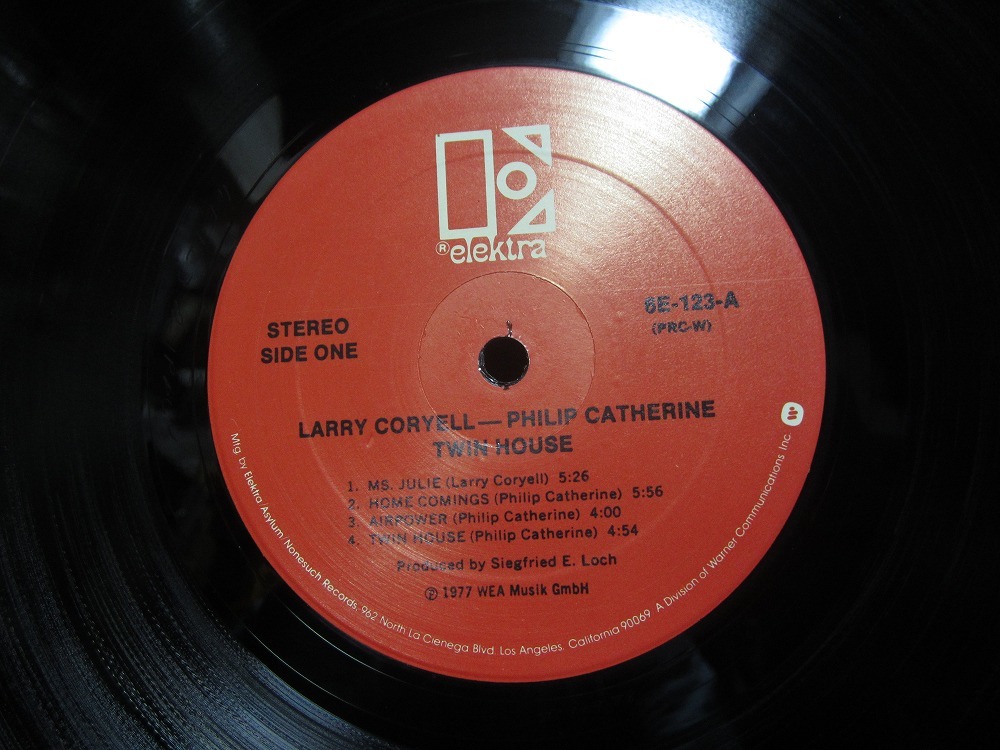 ® elektra
6E-123-A
(PRC-W)
STEREO
SIDE ONE
LARRY CORYELL—PHILIP CATHERINE
TWIN HOUSE
1. MS. JULIE (Larry Coryell) 5:26
2. HOME COMINGS (Philip Catherine) 5:56
3. AIRPOWER (Philip Catherine) 4:00
4. TWIN HOUSE (Philip Catherine) 4:54
Produced by Siegfried E. Loch
℗ 1977 WEA Musik GmbH
Mfg. by Elektra Asylum Nonesuch Records, 962 North La Cienega Blvd. Los Angeles, California 90069 A Division of Warner Communications Inc